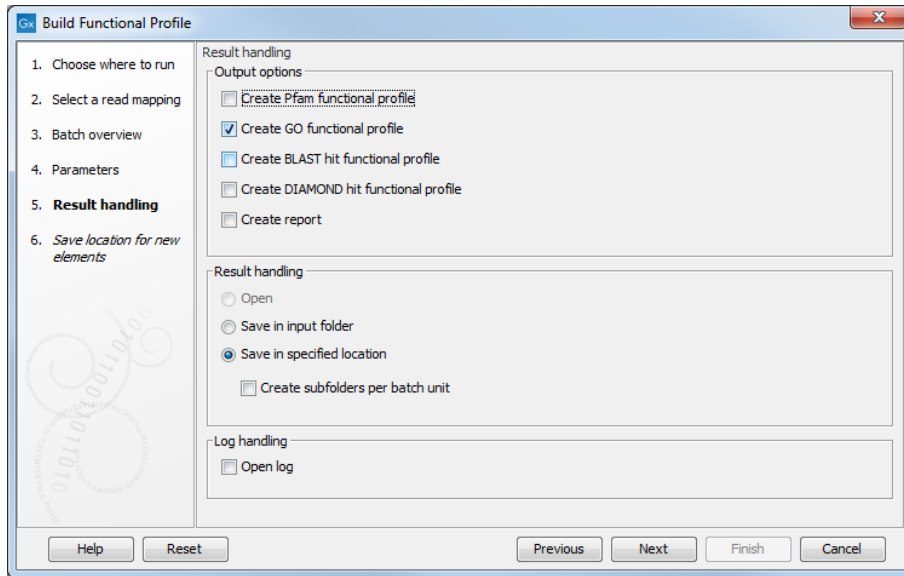 Gx Build Functional Profile
1. Choose where to run
2. Select a read mapping
3. Batch overview
4. Parameters
5. Result handling
6. Save location for new
elements
Result handling
Output options
Create Pfam functional profile
Create GO functional profile
Create BLAST hit functional profile
Create DIAMOND hit functional profile
Create report
Result handling
Open
Save in input folder
Save in specified location
Create subfolders per batch unit
Log handling
Open log
Help
Reset
Previous
Next
Finish
Cancel